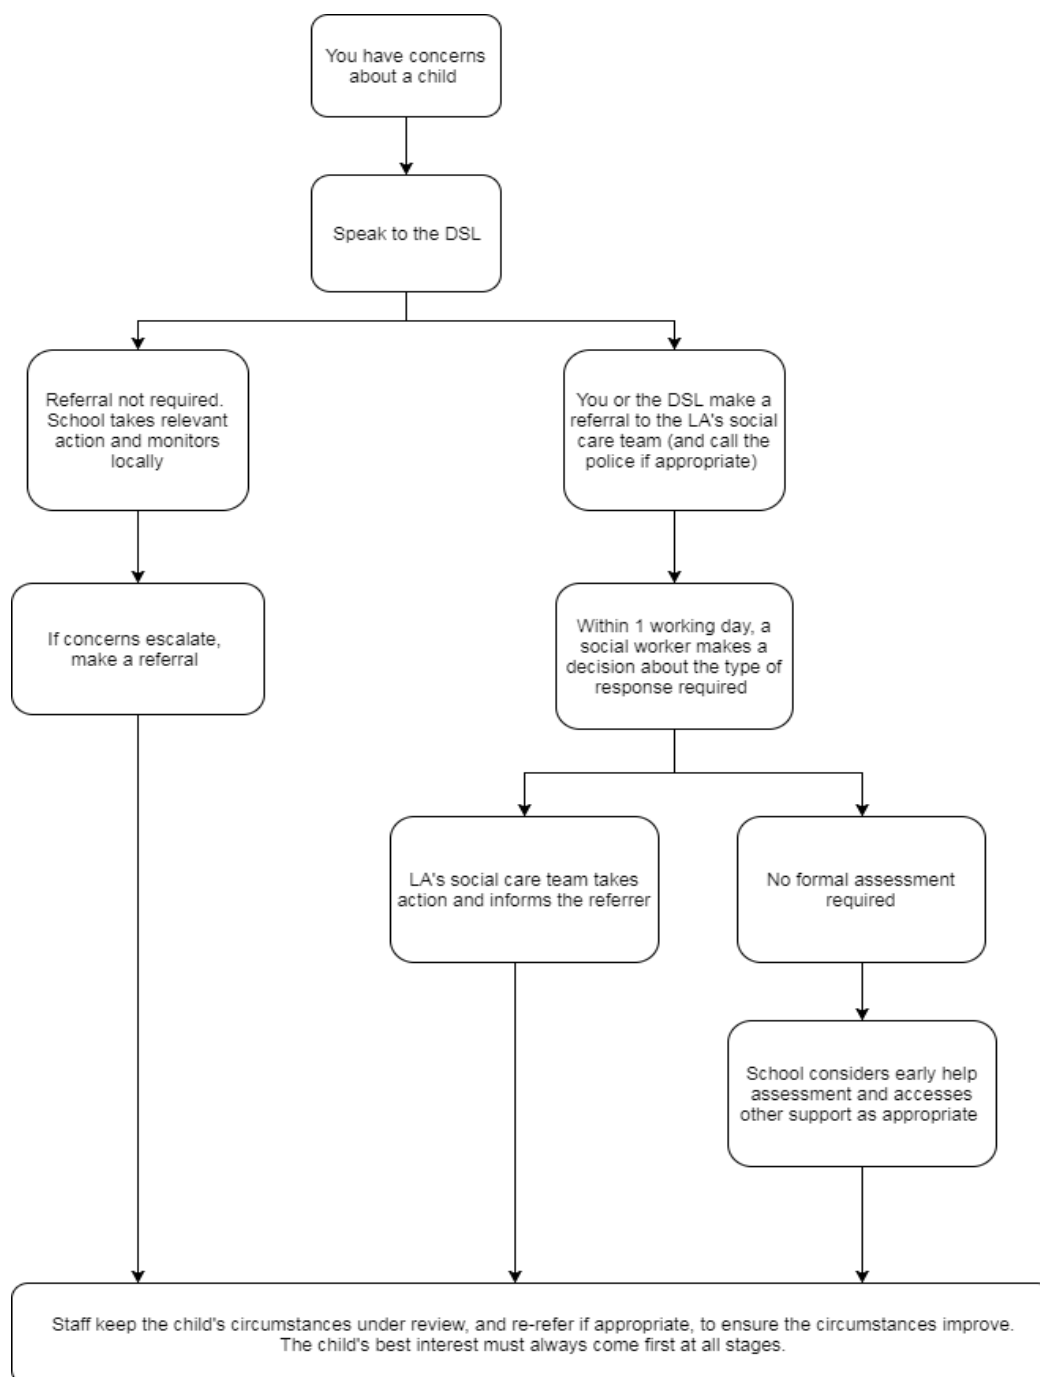 You have concerns
about a child
Speak to the DSL
Referral not required.
School takes relevant
action and monitors
locally
You or the DSL make a
referral to the LA's social
care team (and call the
police if appropriate)
If concerns escalate,
make a referral
Within 1 working day, a
social worker makes a
decision about the type of
response required
LA's social care team takes
action and informs the referrer
No formal assessment
required
School considers early help
assessment and accesses
other support as appropriate
Staff keep the child's circumstances under review, and re-refer if appropriate, to ensure the circumstances improve.
The child's best interest must always come first at all stages.